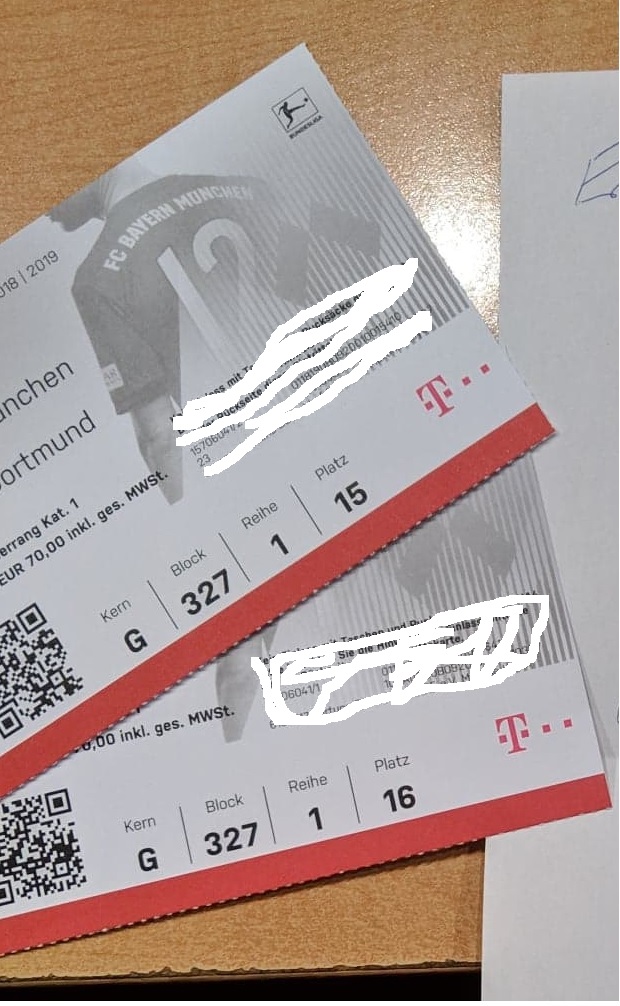 BUNDESLIGA
FC BAYERN MÜNCHEN
12
018 | 2019
nchen
ortmund
errang Kat. 1
EUR 70,00 inkl. ges. MWSt.
23
T
Kern Block Reihe Platz
G 327 1 15
0,00 inkl. ges. MWSt.
T
Kern Block Reihe Platz
G 327 1 16